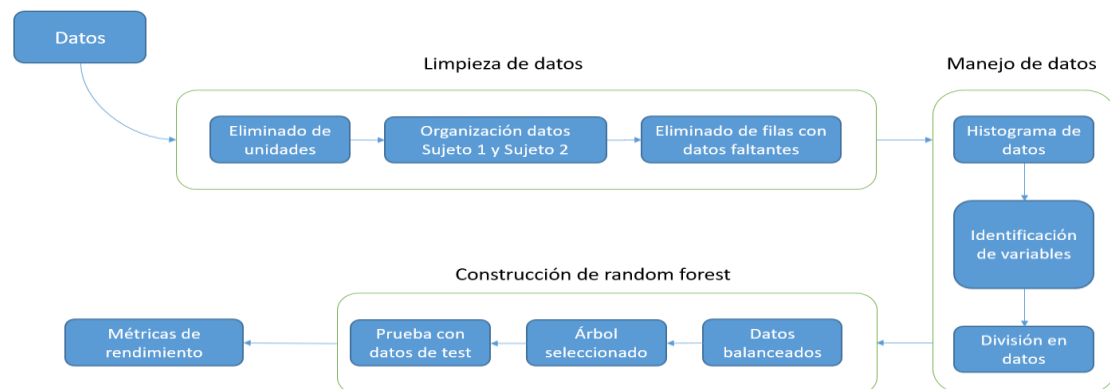 Datos
Limpieza de datos
Eliminado de
unidades
Organización datos
Sujeto 1 y Sujeto 2
Eliminado de filas con
datos faltantes
Manejo de datos
Histograma de
datos
Identificación
de variables
División en
datos
Construcción de random forest
Datos
balanceados
Árbol
seleccionado
Prueba con
datos de test
Métricas de
rendimiento